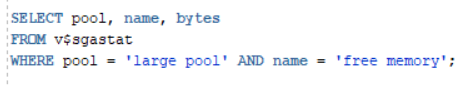 SELECT pool, name, bytes
FROM v$sgastat
WHERE pool = 'large pool' AND name = 'free memory';